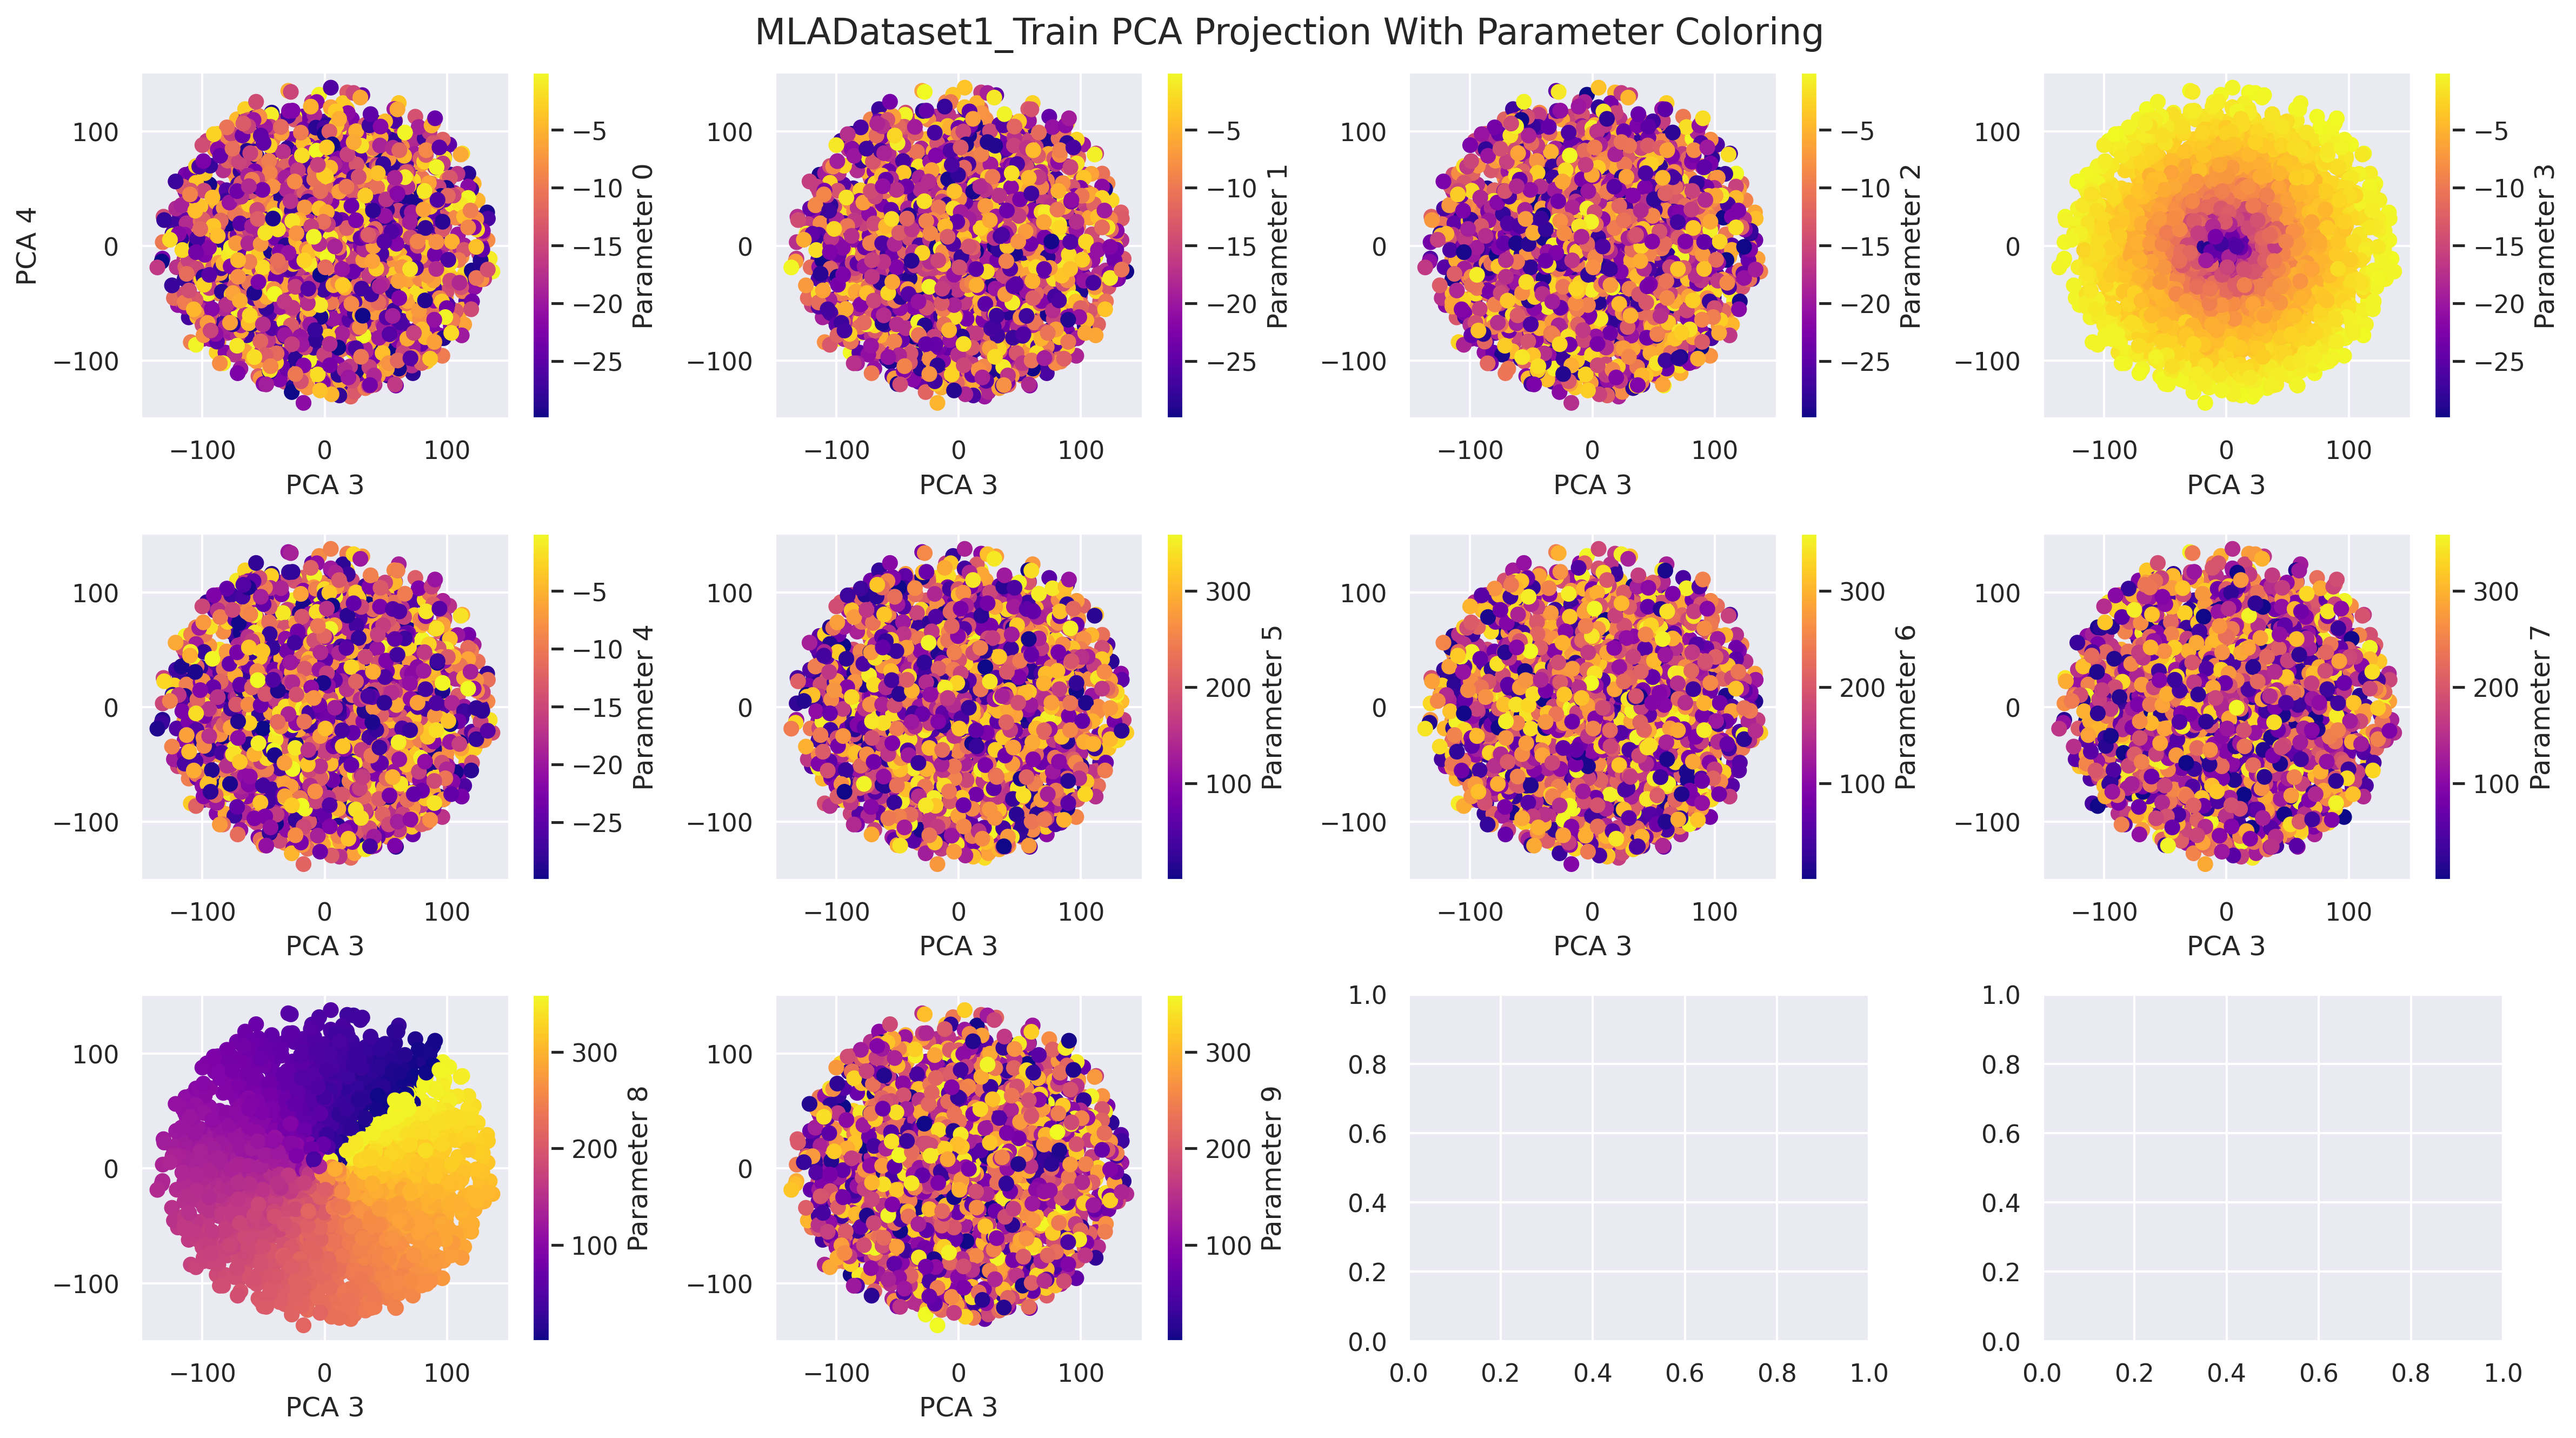 MLADataset1_Train PCA Projection With Parameter Coloring
PCA 4
100
0
−100
−100 0 100
PCA 3
−5
−10
−15
−20
−25
Parameter 0
100
0
−100
−100 0 100
PCA 3
−5
−10
−15
−20
−25
Parameter 1
100
0
−100
−100 0 100
PCA 3
−5
−10
−15
−20
−25
Parameter 2
100
0
−100
−100 0 100
PCA 3
−5
−10
−15
−20
−25
Parameter 3
100
0
−100
−100 0 100
PCA 3
−5
−10
−15
−20
−25
Parameter 4
100
0
−100
−100 0 100
PCA 3
300
200
100
Parameter 5
100
0
−100
−100 0 100
PCA 3
300
200
100
Parameter 6
100
0
−100
−100 0 100
PCA 3
300
200
100
Parameter 7
100
0
−100
−100 0 100
PCA 3
300
200
100
Parameter 8
100
0
−100
−100 0 100
PCA 3
300
200
100
Parameter 9
1.0
0.8
0.6
0.4
0.2
0.0
0.0 0.2 0.4 0.6 0.8 1.0
1.0
0.8
0.6
0.4
0.2
0.0
0.0 0.2 0.4 0.6 0.8 1.0